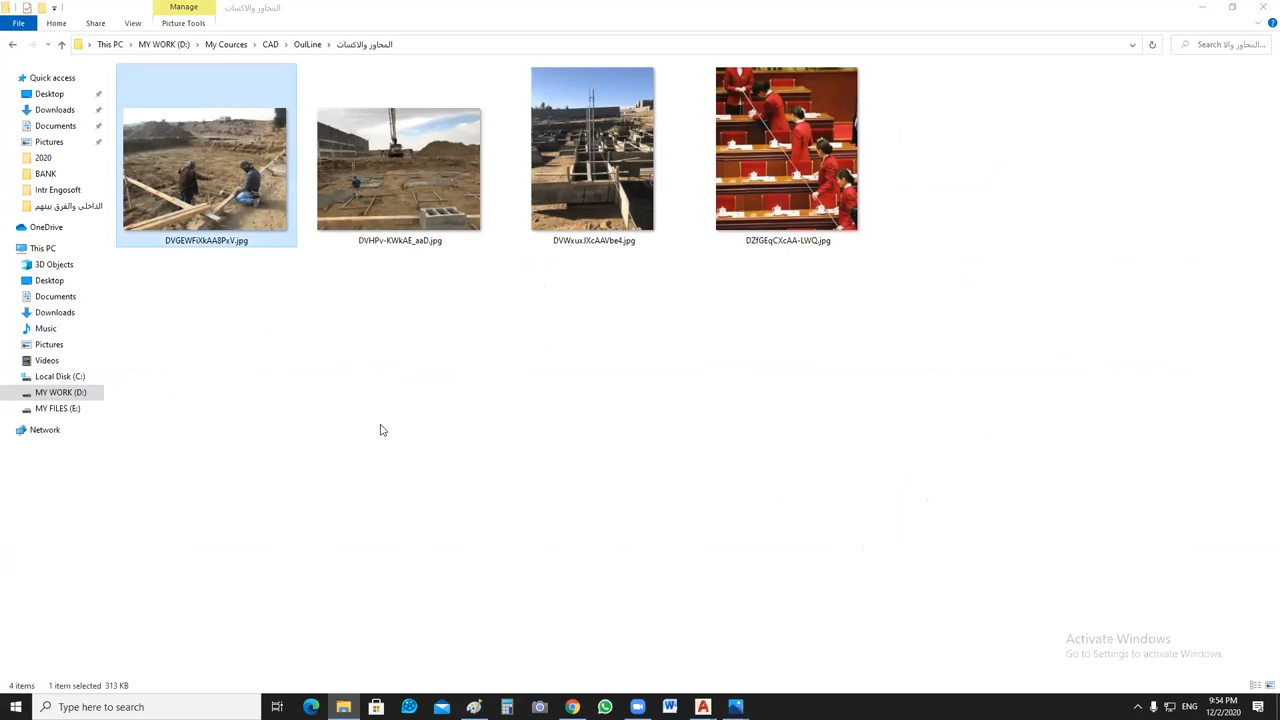 Manage
المحاور والاكسات
File
Home
Share
View
Picture Tools
This PC
MY WORK (D:)
My Cources
CAD
OulLine
المحاور والاكسات
Search المحاور والا...
Quick access
Desktop
Downloads
Documents
Pictures
2020
BANK
Intr Engosoft
الداخلى والفرق بينهم
OneDrive
This PC
3D Objects
Desktop
Documents
Downloads
Music
Pictures
Videos
Local Disk (C:)
MY WORK (D:)
MY FILES (E:)
Network
DVGEWFiXkAA8PxV.jpg
DVHPv-KWkAE_aaD.jpg
DVWxuxJXcAAVbe4.jpg
DZfGEqCXcAA-LWQ.jpg
Activate Windows
Go to Settings to activate Windows.
4 items
1 item selected 313 KB
Type here to search
ENG
9:54 PM
12/2/2020